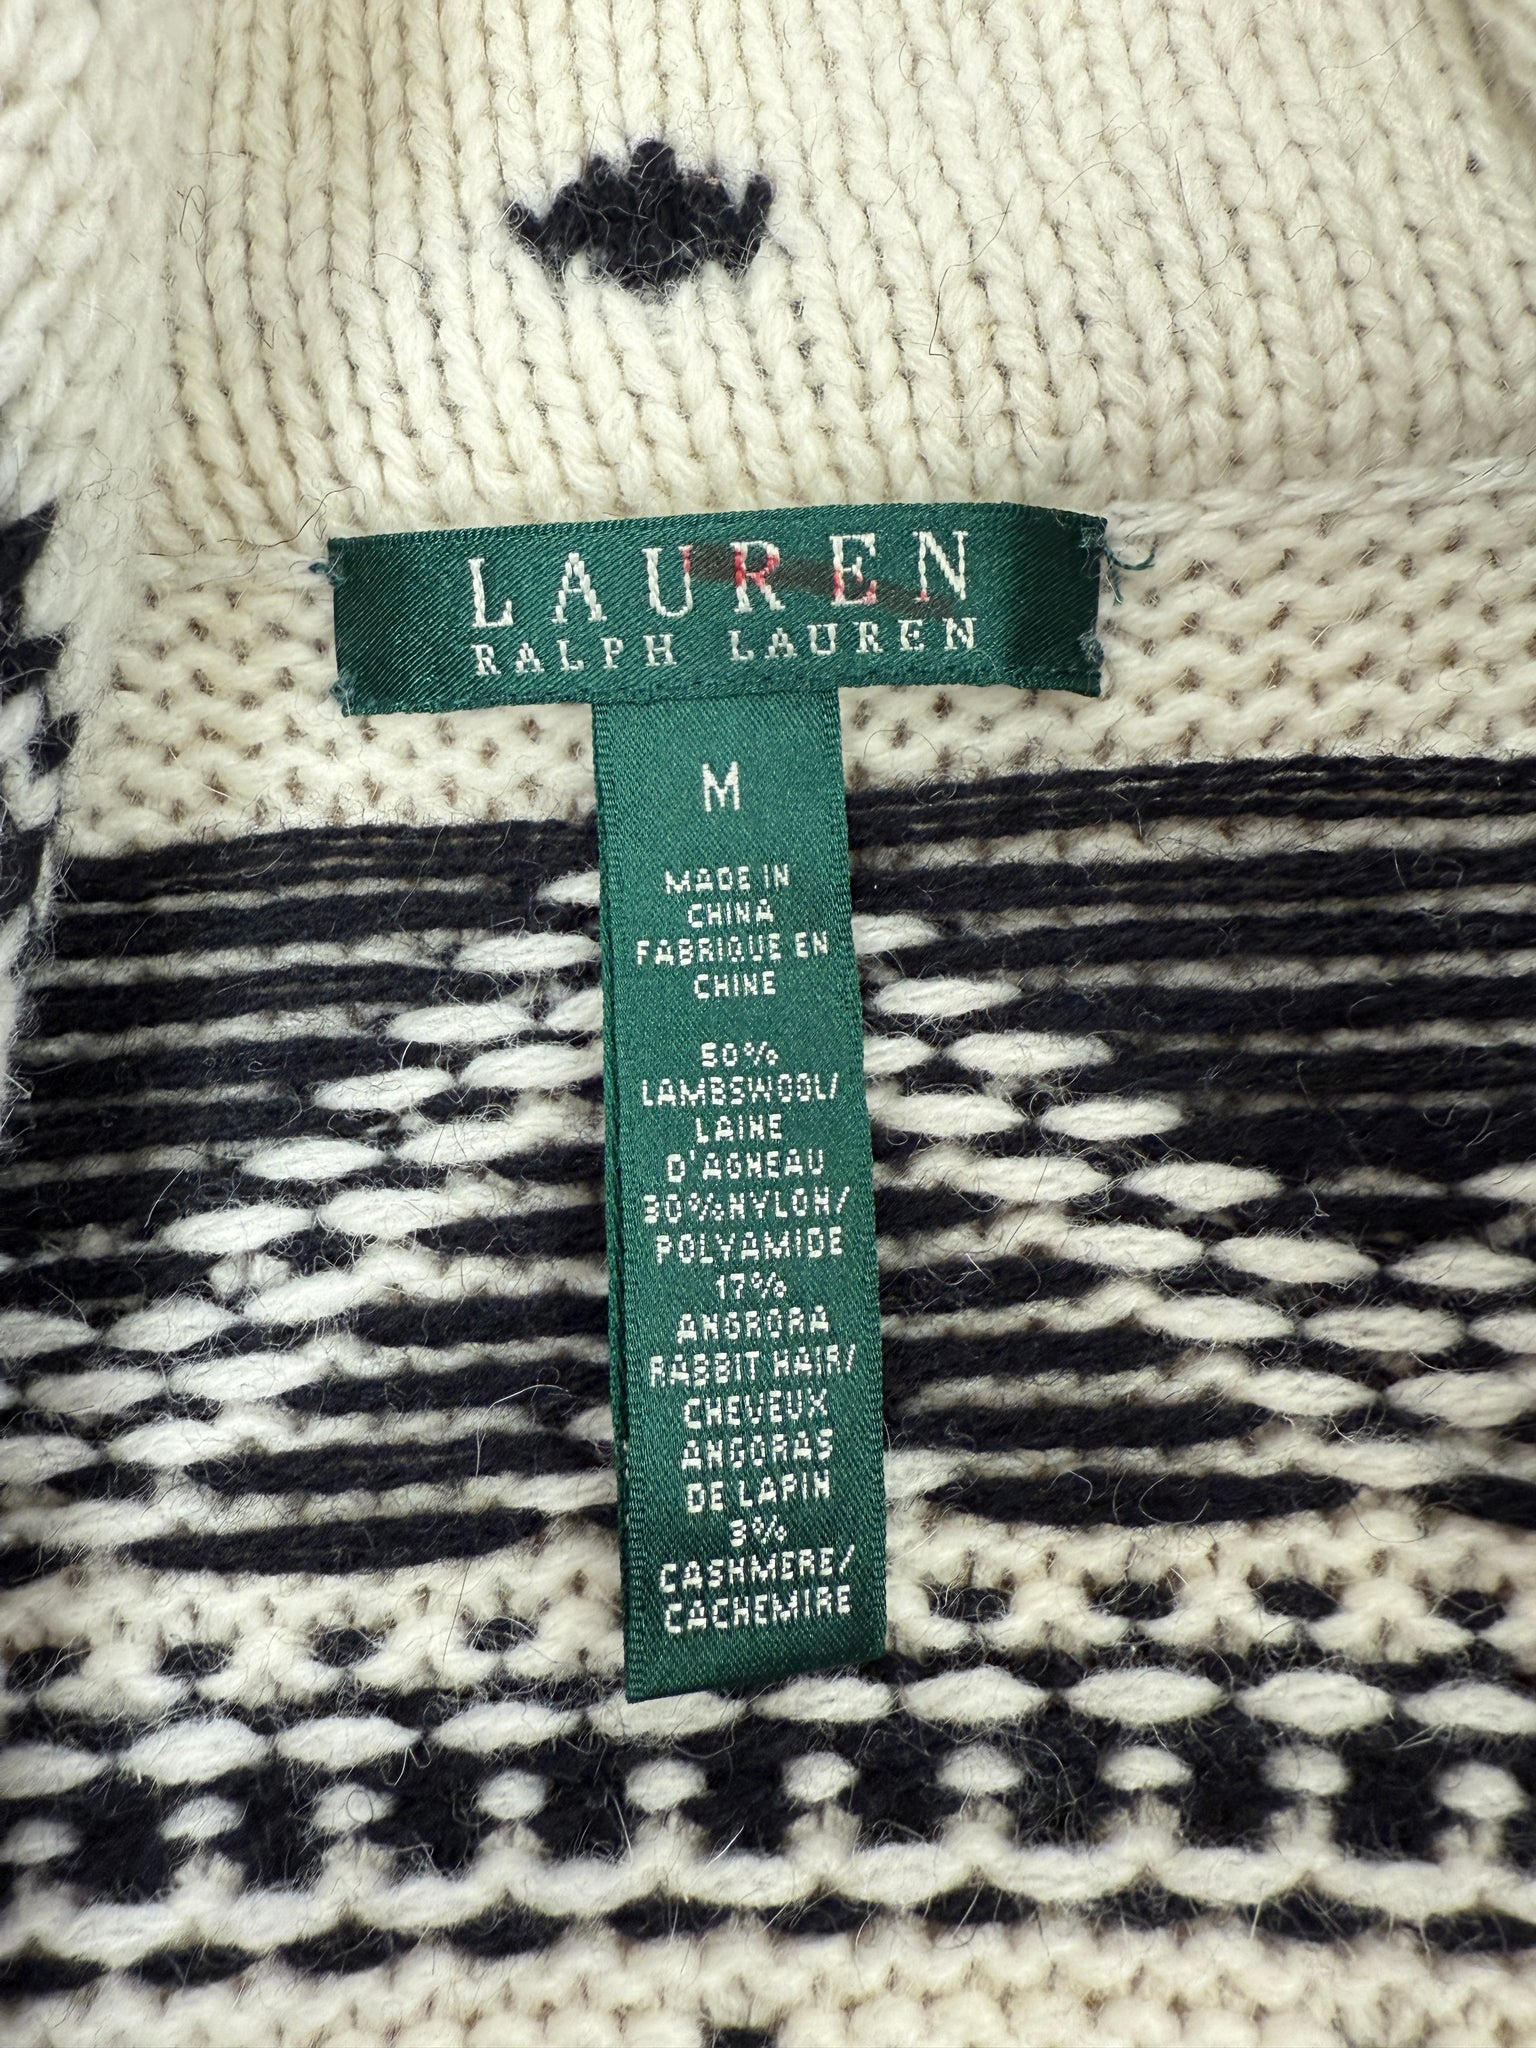 LAUREN
RALPH LAUREN
M
MADE IN
CHINA
FABRIQUE EN
CHINE
50%
LAMBSWOOL/
LAINE
D'AGNEAU
30%NYLON/
POLYAMIDE
17%
ANGRORA
RABBIT HAIR/
CHEVEUX
ANGORAS
DE LAPIN
3%
CASHMERE/
CACHEMIRE